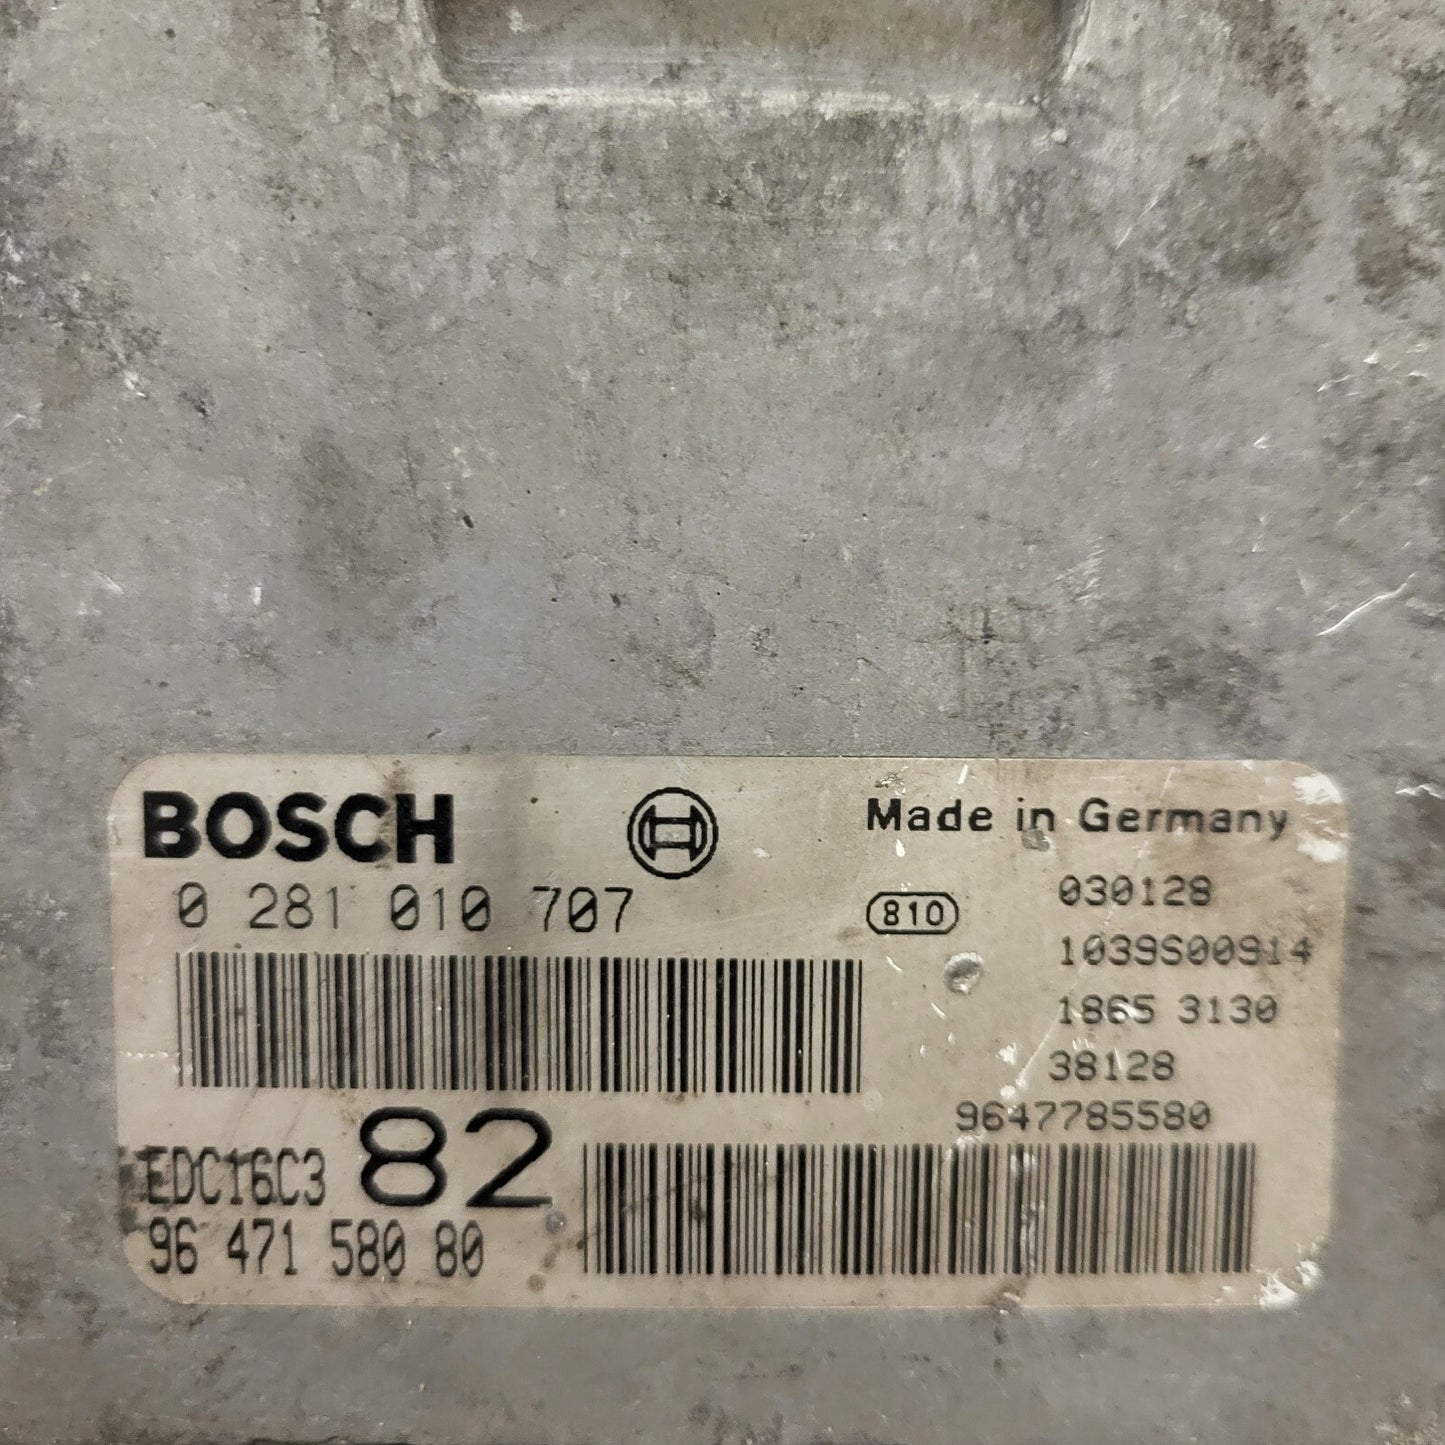 BOSCH
0 281 010 707
Made in Germany
810
030128
1039S00914
1865 3130
38128
9647785580
EDC16C3
82
96 471 580 80